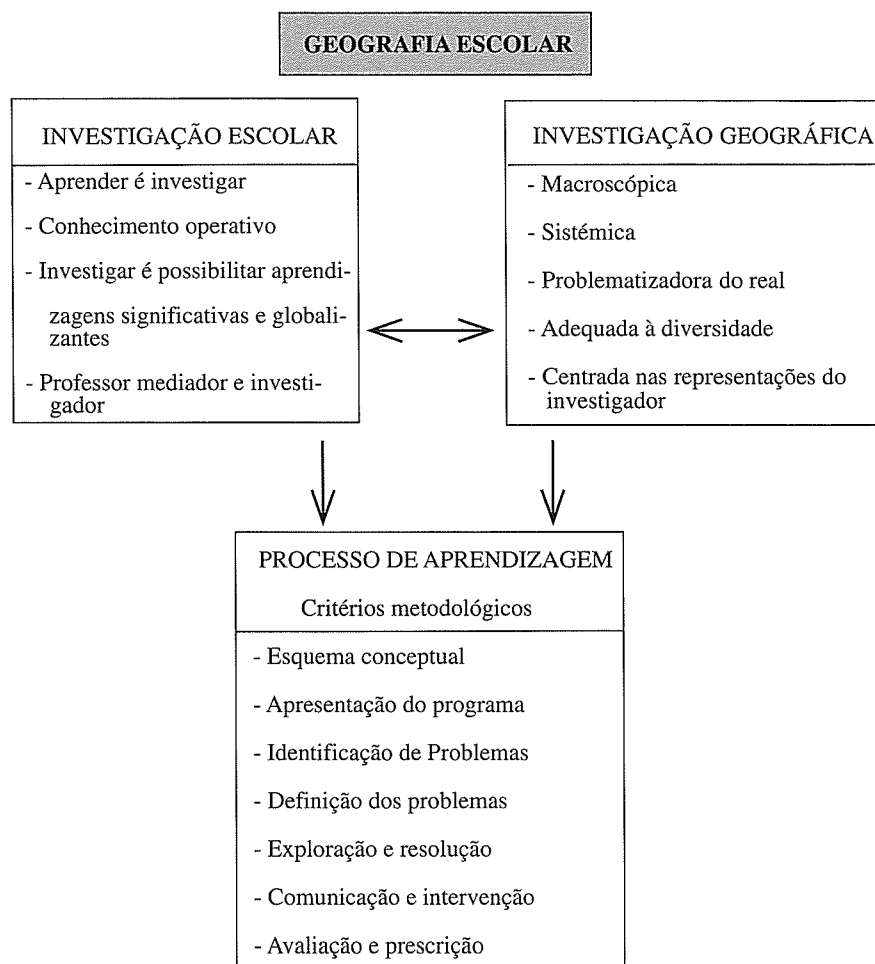 GEOGRAFIA ESCOLAR
INVESTIGAÇÃO ESCOLAR
- Aprender é investigar
- Conhecimento operativo
- Investigar é possibilitar aprendi-
zagens significativas e globali-
zantes
- Professor mediador e investi-
gador
INVESTIGAÇÃO GEOGRÁFICA
- Macroscópica
- Sistémica
- Problematizadora do real
- Adequada à diversidade
- Centrada nas representações do
investigador
PROCESSO DE APRENDIZAGEM
Critérios metodológicos
- Esquema conceptual
- Apresentação do programa
- Identificação de Problemas
- Definição dos problemas
- Exploração e resolução
- Comunicação e intervenção
- Avaliação e prescrição